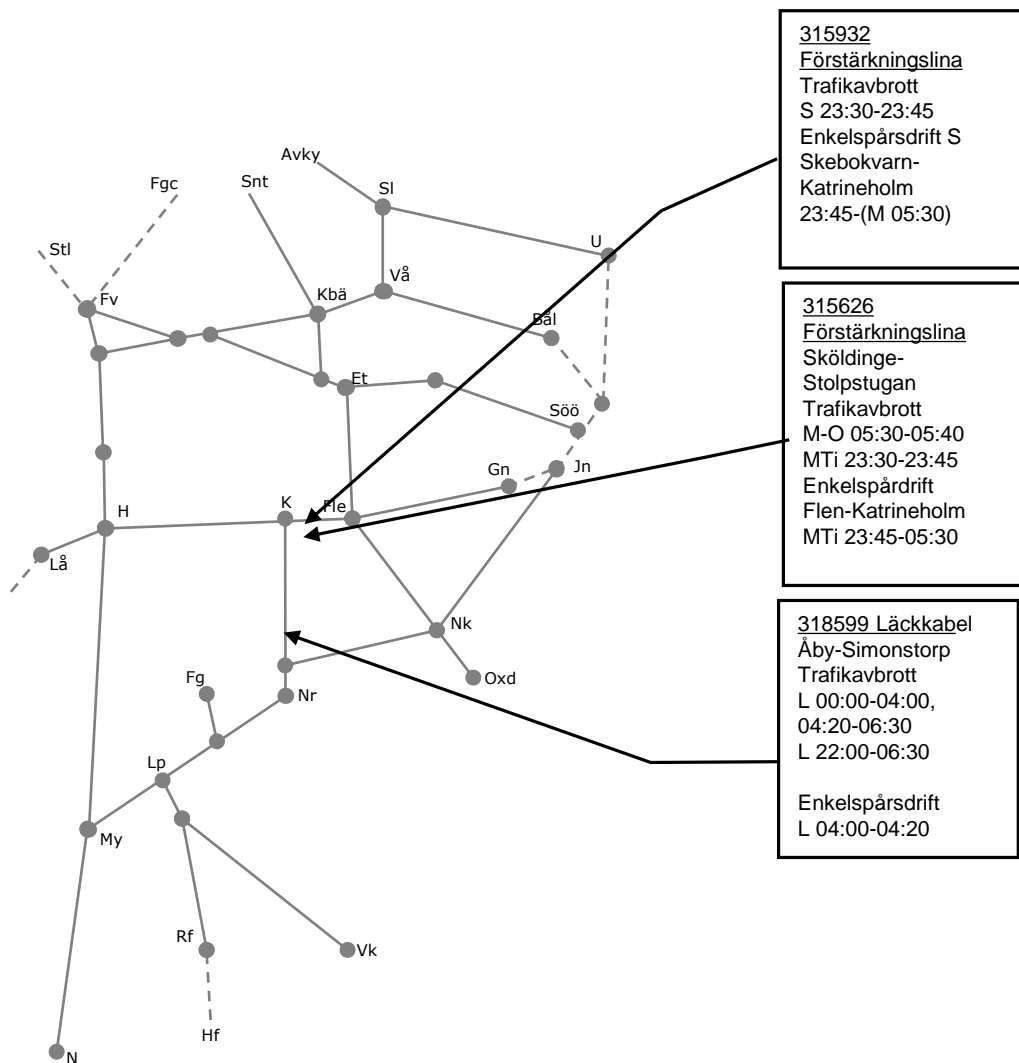 315932
Förstärkningslina
Trafikavbrott
S 23:30-23:45
Enkelspårsdrift S
Skebokvarn-
Katrineholm
23:45-(M 05:30)
Avky
Fgc
Snt
Sl
Stl
U
Vå
Fv
Kbä
Bål
Et
Söö
315626
Förstärkningslina
Sköldinge-
Stolpstugan
Trafikavbrott
M-O 05:30-05:40
MTi 23:30-23:45
Enkelspårdrift
Flen-Katrineholm
MTi 23:45-05:30
Gn
Jn
H
K
Fle
Lå
Nk
Fg
Nr
Oxd
318599 Läckkabel
Åby-Simonstorp
Trafikavbrott
L 00:00-04:00,
04:20-06:30
L 22:00-06:30
Enkelspårsdrift
L 04:00-04:20
Lp
My
Rf
Vk
Hf
N